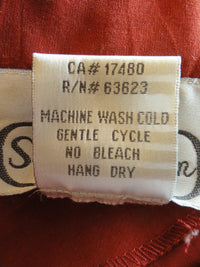 CA# 17480
R/N# 63623
MACHINE WASH COLD
GENTLE CYCLE
NO BLEACH
HANG DRY